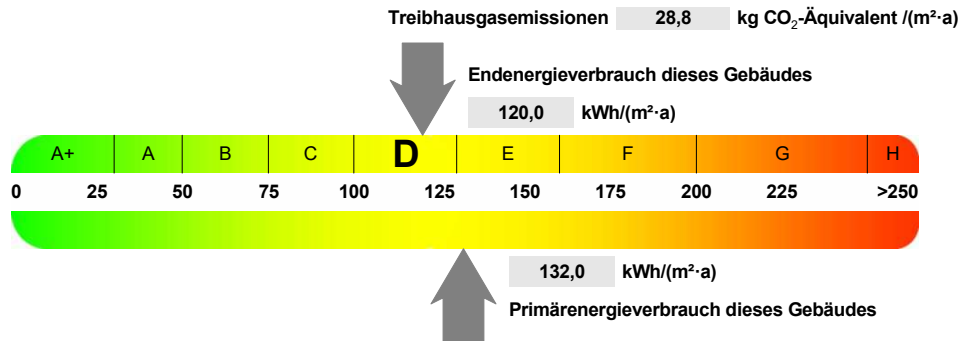 Treibhausgasemissionen 28,8 kg CO₂-Äquivalent /(m²·a)
Endenergieverbrauch dieses Gebäudes
120,0 kWh/(m²·a)
A+ A B C D E F G H
0 25 50 75 100 125 150 175 200 225 >250
132,0 kWh/(m²·a)
Primärenergieverbrauch dieses Gebäudes